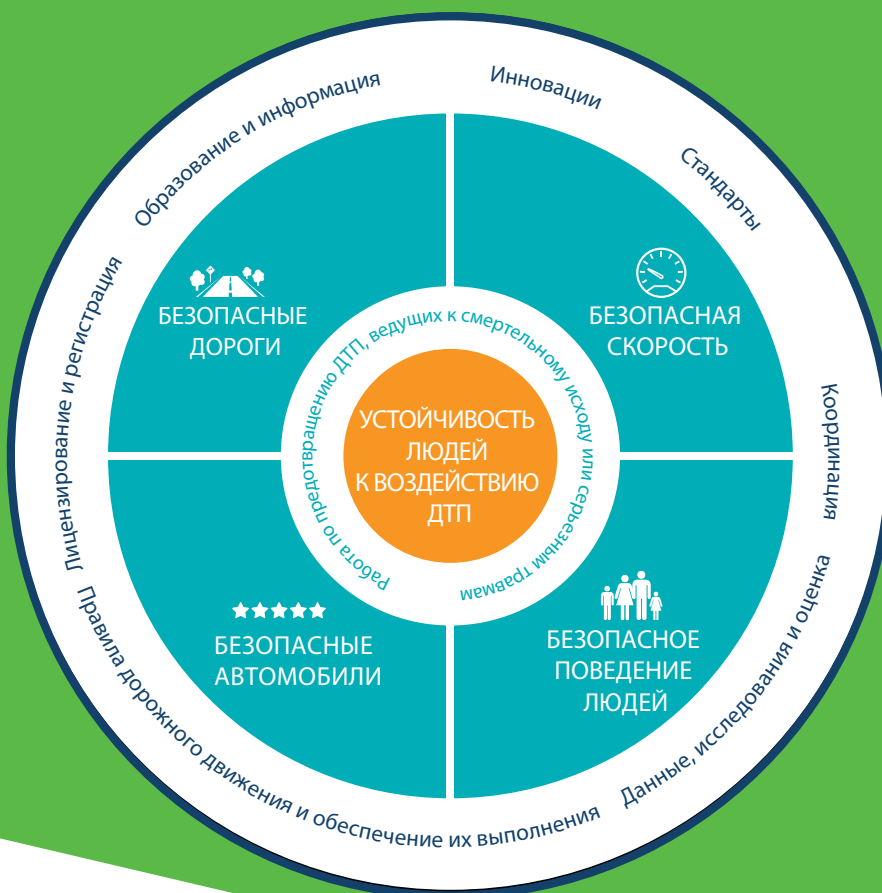 Образование и информация
Инновации
Стандарты
Координация
Данные, исследования и оценка
Правила дорожного движения и обеспечение их выполнения
Лицензирование и регистрация
БЕЗОПАСНЫЕ
ДОРОГИ
БЕЗОПАСНАЯ
СКОРОСТЬ
Работа по предотвращению ДТП, ведущих к смертельному исходу или серьезным травмам
УСТОЙЧИВОСТЬ
ЛЮДЕЙ
К ВОЗДЕЙСТВИЮ
ДТП
БЕЗОПАСНЫЕ
АВТОМОБИЛИ
БЕЗОПАСНОЕ
ПОВЕДЕНИЕ
ЛЮДЕЙ